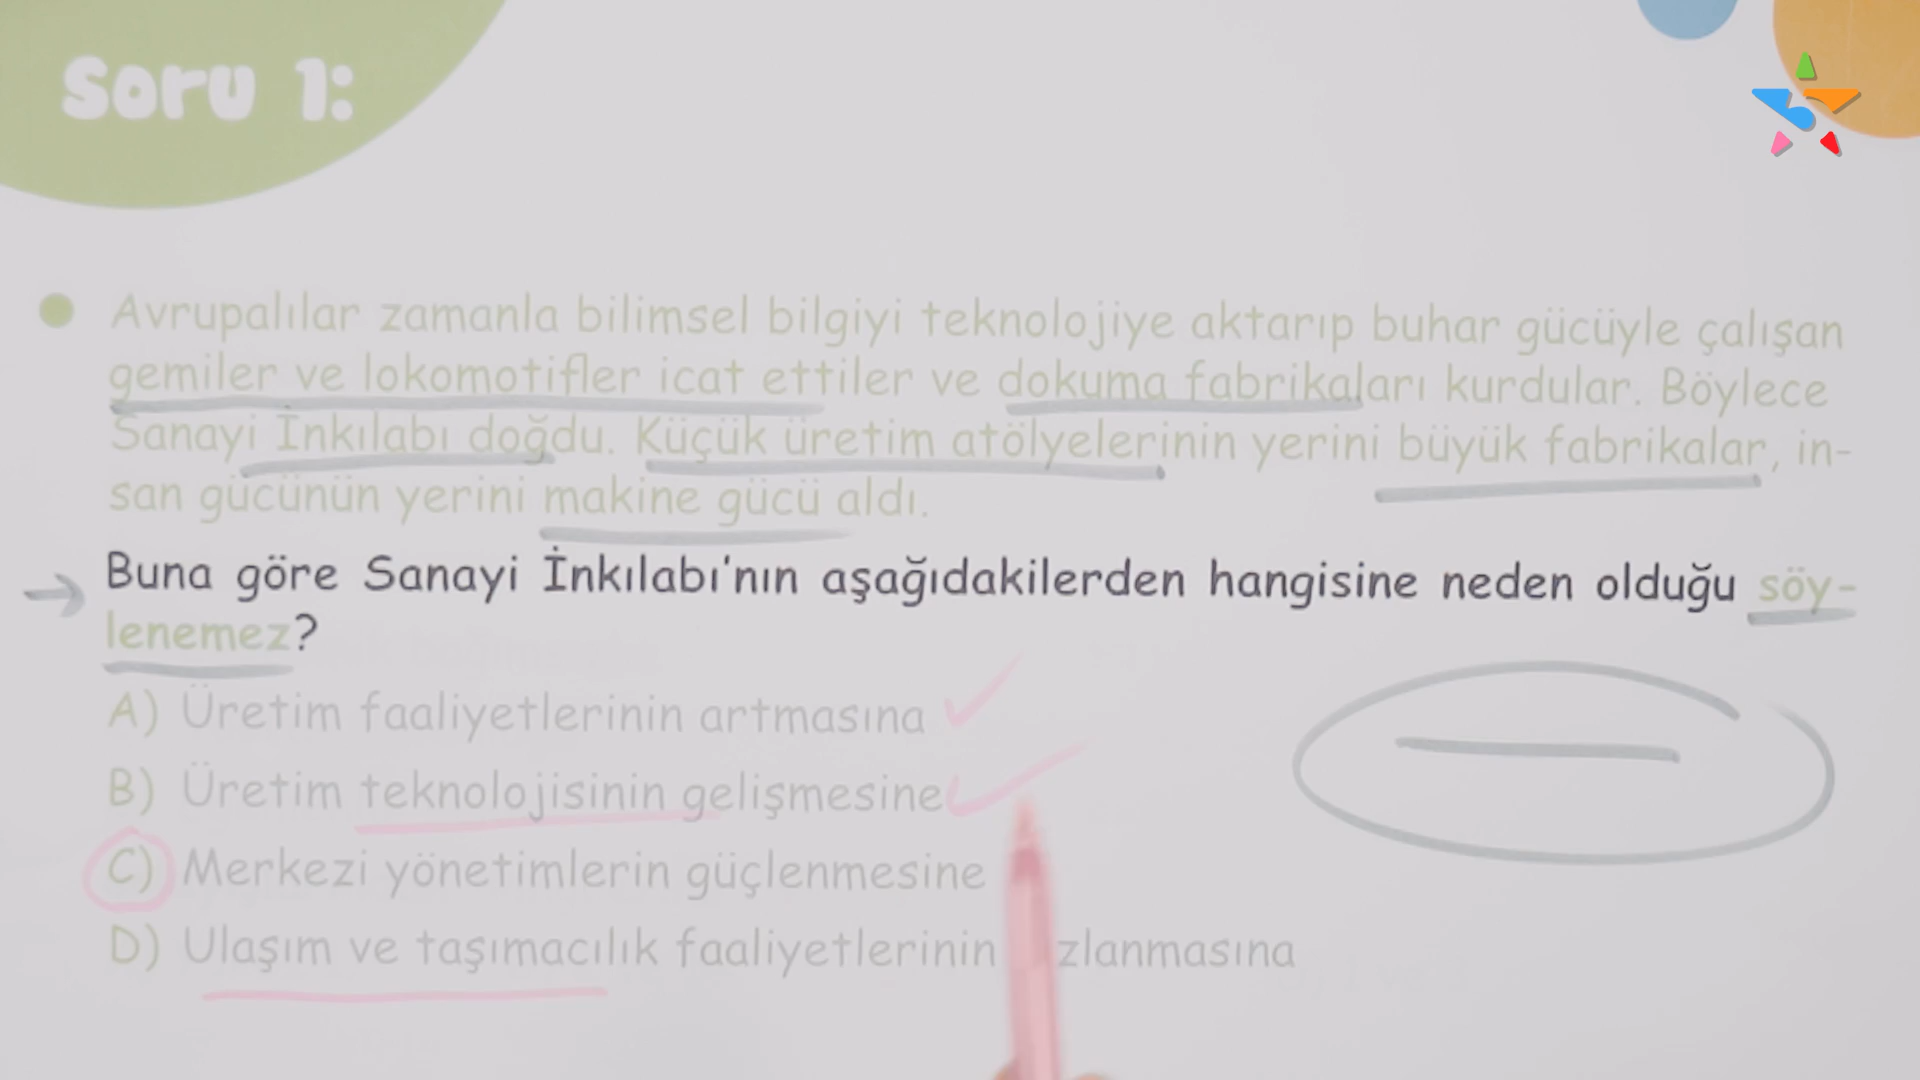 Soru 1:
Avrupalılar zamanla bilimsel bilgiyi teknolojiye aktarıp buhar gücüyle çalışan
gemiler ve lokomotifler icat ettiler ve dokuma fabrikaları kurdular. Böylece
Sanayi İnkılabı doğdu. Küçük üretim atölyelerinin yerini büyük fabrikalar, in-
san gücünün yerini makine gücü aldı.
Buna göre Sanayi İnkılabı'nın aşağıdakilerden hangisine neden olduğu söy-
lenemez?
A) Üretim faaliyetlerinin artmasına
B) Üretim teknolojisinin gelişmesine
C) Merkezi yönetimlerin güçlenmesine
D) Ulaşım ve taşımacılık faaliyetlerinin zlanmasına